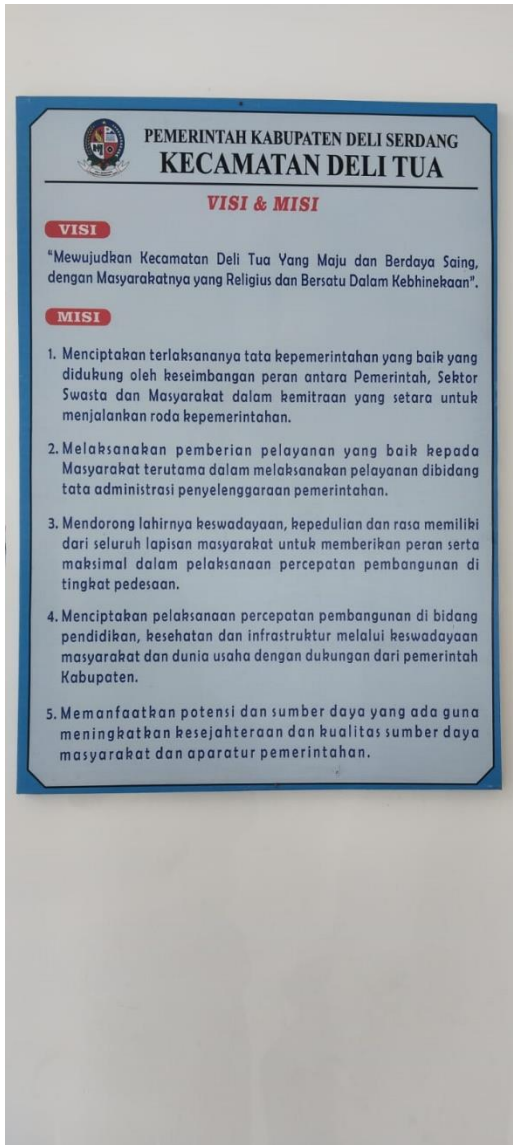 PEMERINTAH KABUPATEN DELI SERDANG
KECAMATAN DELI TUA
VISI & MISI
VISI
"Mewujudkan Kecamatan Deli Tua Yang Maju dan Berdaya Saing,
dengan Masyarakatnya yang Religius dan Bersatu Dalam Kebhinekaan".
MISI
1. Menciptakan terlaksananya tata kepemerintahan yang baik yang
didukung oleh keseimbangan peran antara Pemerintah, Sektor
Swasta dan Masyarakat dalam kemitraan yang setara untuk
menjalankan roda kepemerintahan.
2. Melaksanakan pemberian pelayanan yang baik kepada
Masyarakat terutama dalam melaksanakan pelayanan dibidang
tata administrasi penyelenggaraan pemerintahan.
3. Mendorong lahirnya keswadayaan, kepedulian dan rasa memiliki
dari seluruh lapisan masyarakat untuk memberikan peran serta
maksimal dalam pelaksanaan percepatan pembangunan di
tingkat pedesaan.
4. Menciptakan pelaksanaan percepatan pembangunan di bidang
pendidikan, kesehatan dan infrastruktur melalui keswadayaan
masyarakat dan dunia usaha dengan dukungan dari pemerintah
Kabupaten.
5. Memanfaatkan potensi dan sumber daya yang ada guna
meningkatkan kesejahteraan dan kualitas sumber daya
masyarakat dan aparatur pemerintahan.